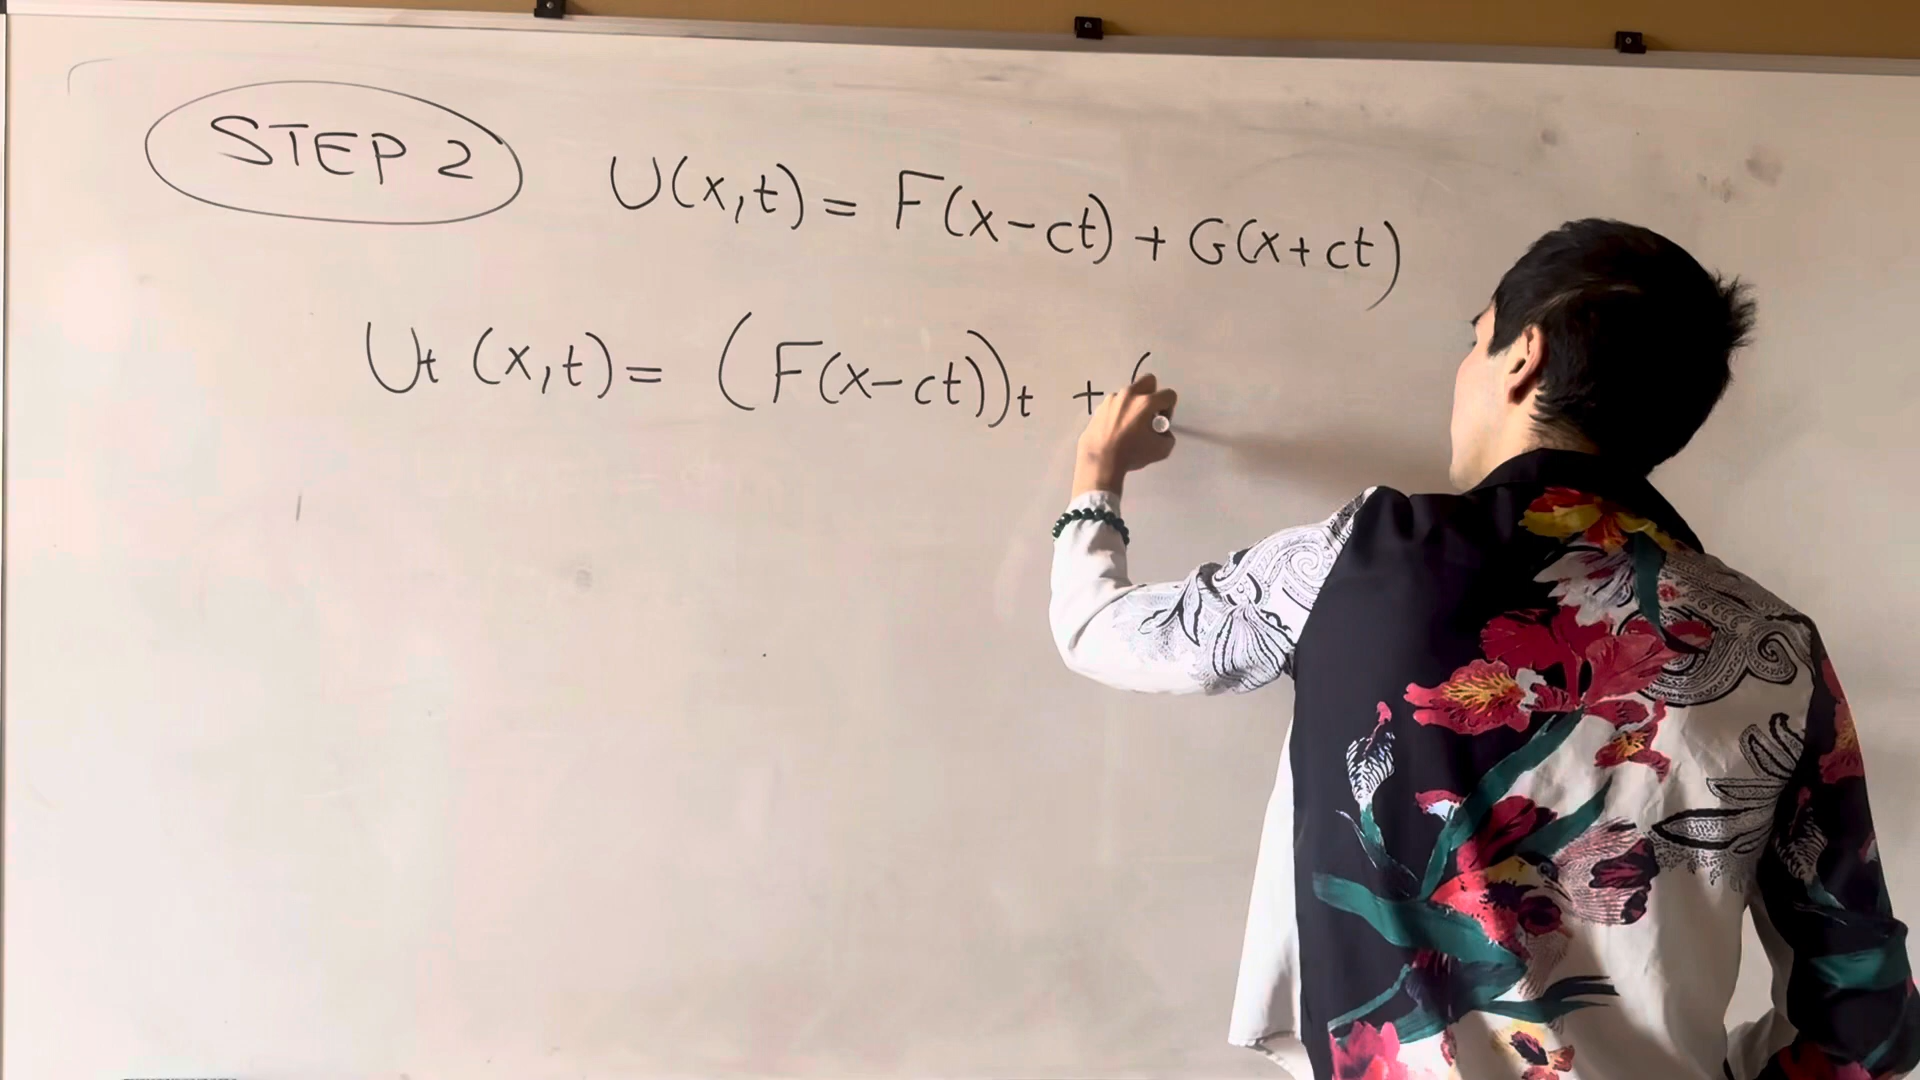 STEP 2
U(x,t) = F(x-ct) + G(x+ct)
Ut (x,t) = (F(x-ct))t + (